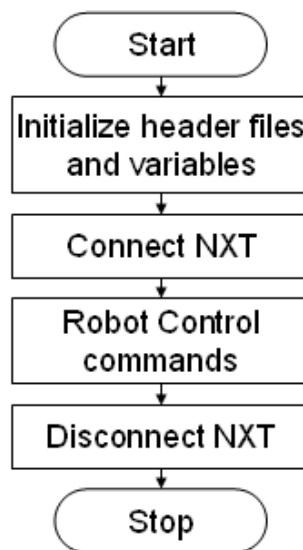 Start
Initialize header files
and variables
Connect NXT
Robot Control
commands
Disconnect NXT
Stop